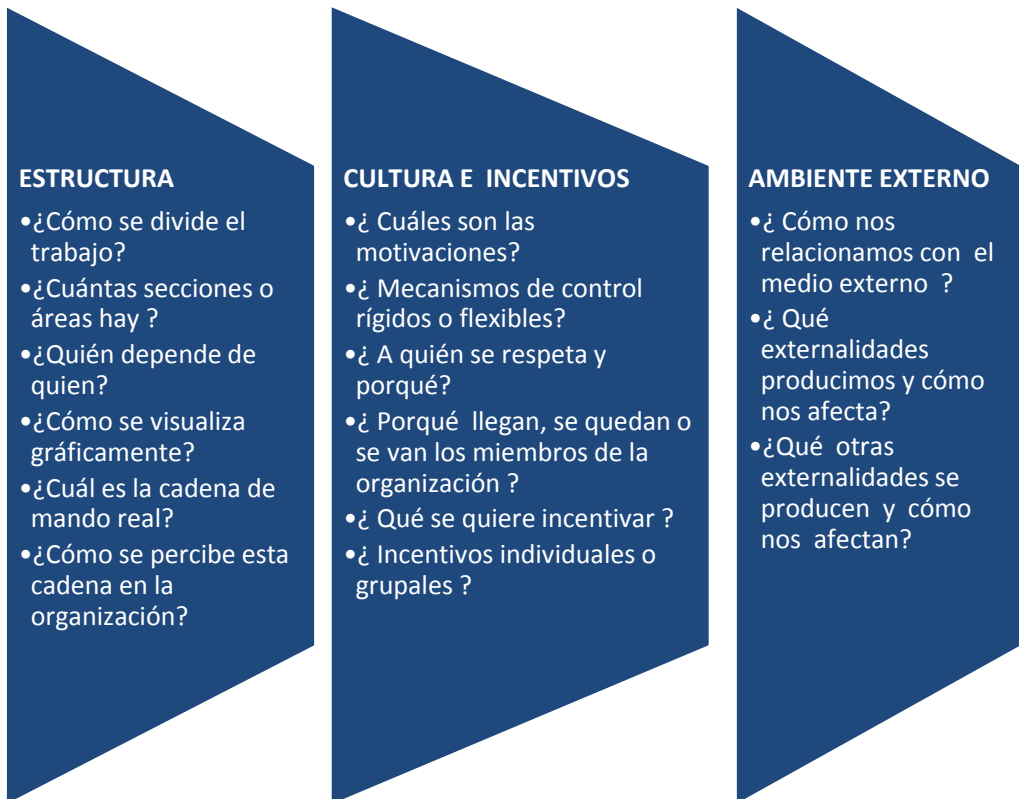 ESTRUCTURA
•¿Cómo se divide el
trabajo?
•¿Cuántas secciones o
áreas hay ?
•¿Quién depende de
quien?
•¿Cómo se visualiza
gráficamente?
•¿Cuál es la cadena de
mando real?
•¿Cómo se percibe esta
cadena en la
organización?
CULTURA E  INCENTIVOS
•¿ Cuáles son las
motivaciones?
•¿ Mecanismos de control
rígidos o flexibles?
•¿ A quién se respeta y
porqué?
•¿ Porqué  llegan, se quedan o
se van los miembros de la
organización ?
•¿ Qué se quiere incentivar ?
•¿ Incentivos individuales o
grupales ?
AMBIENTE EXTERNO
•¿ Cómo nos
relacionamos con  el
medio externo  ?
•¿ Qué
externalidades
producimos y cómo
nos afecta?
•¿Qué  otras
externalidades se
producen  y  cómo
nos  afectan?